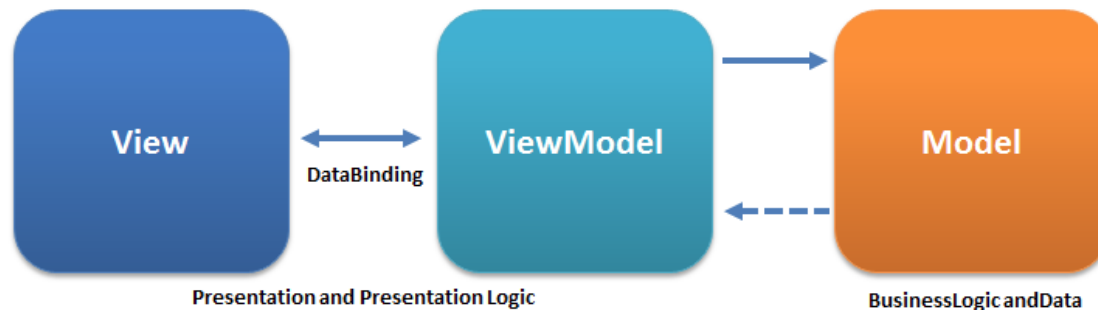 View
ViewModel
Model
DataBinding
Presentation and Presentation Logic
BusinessLogic andData